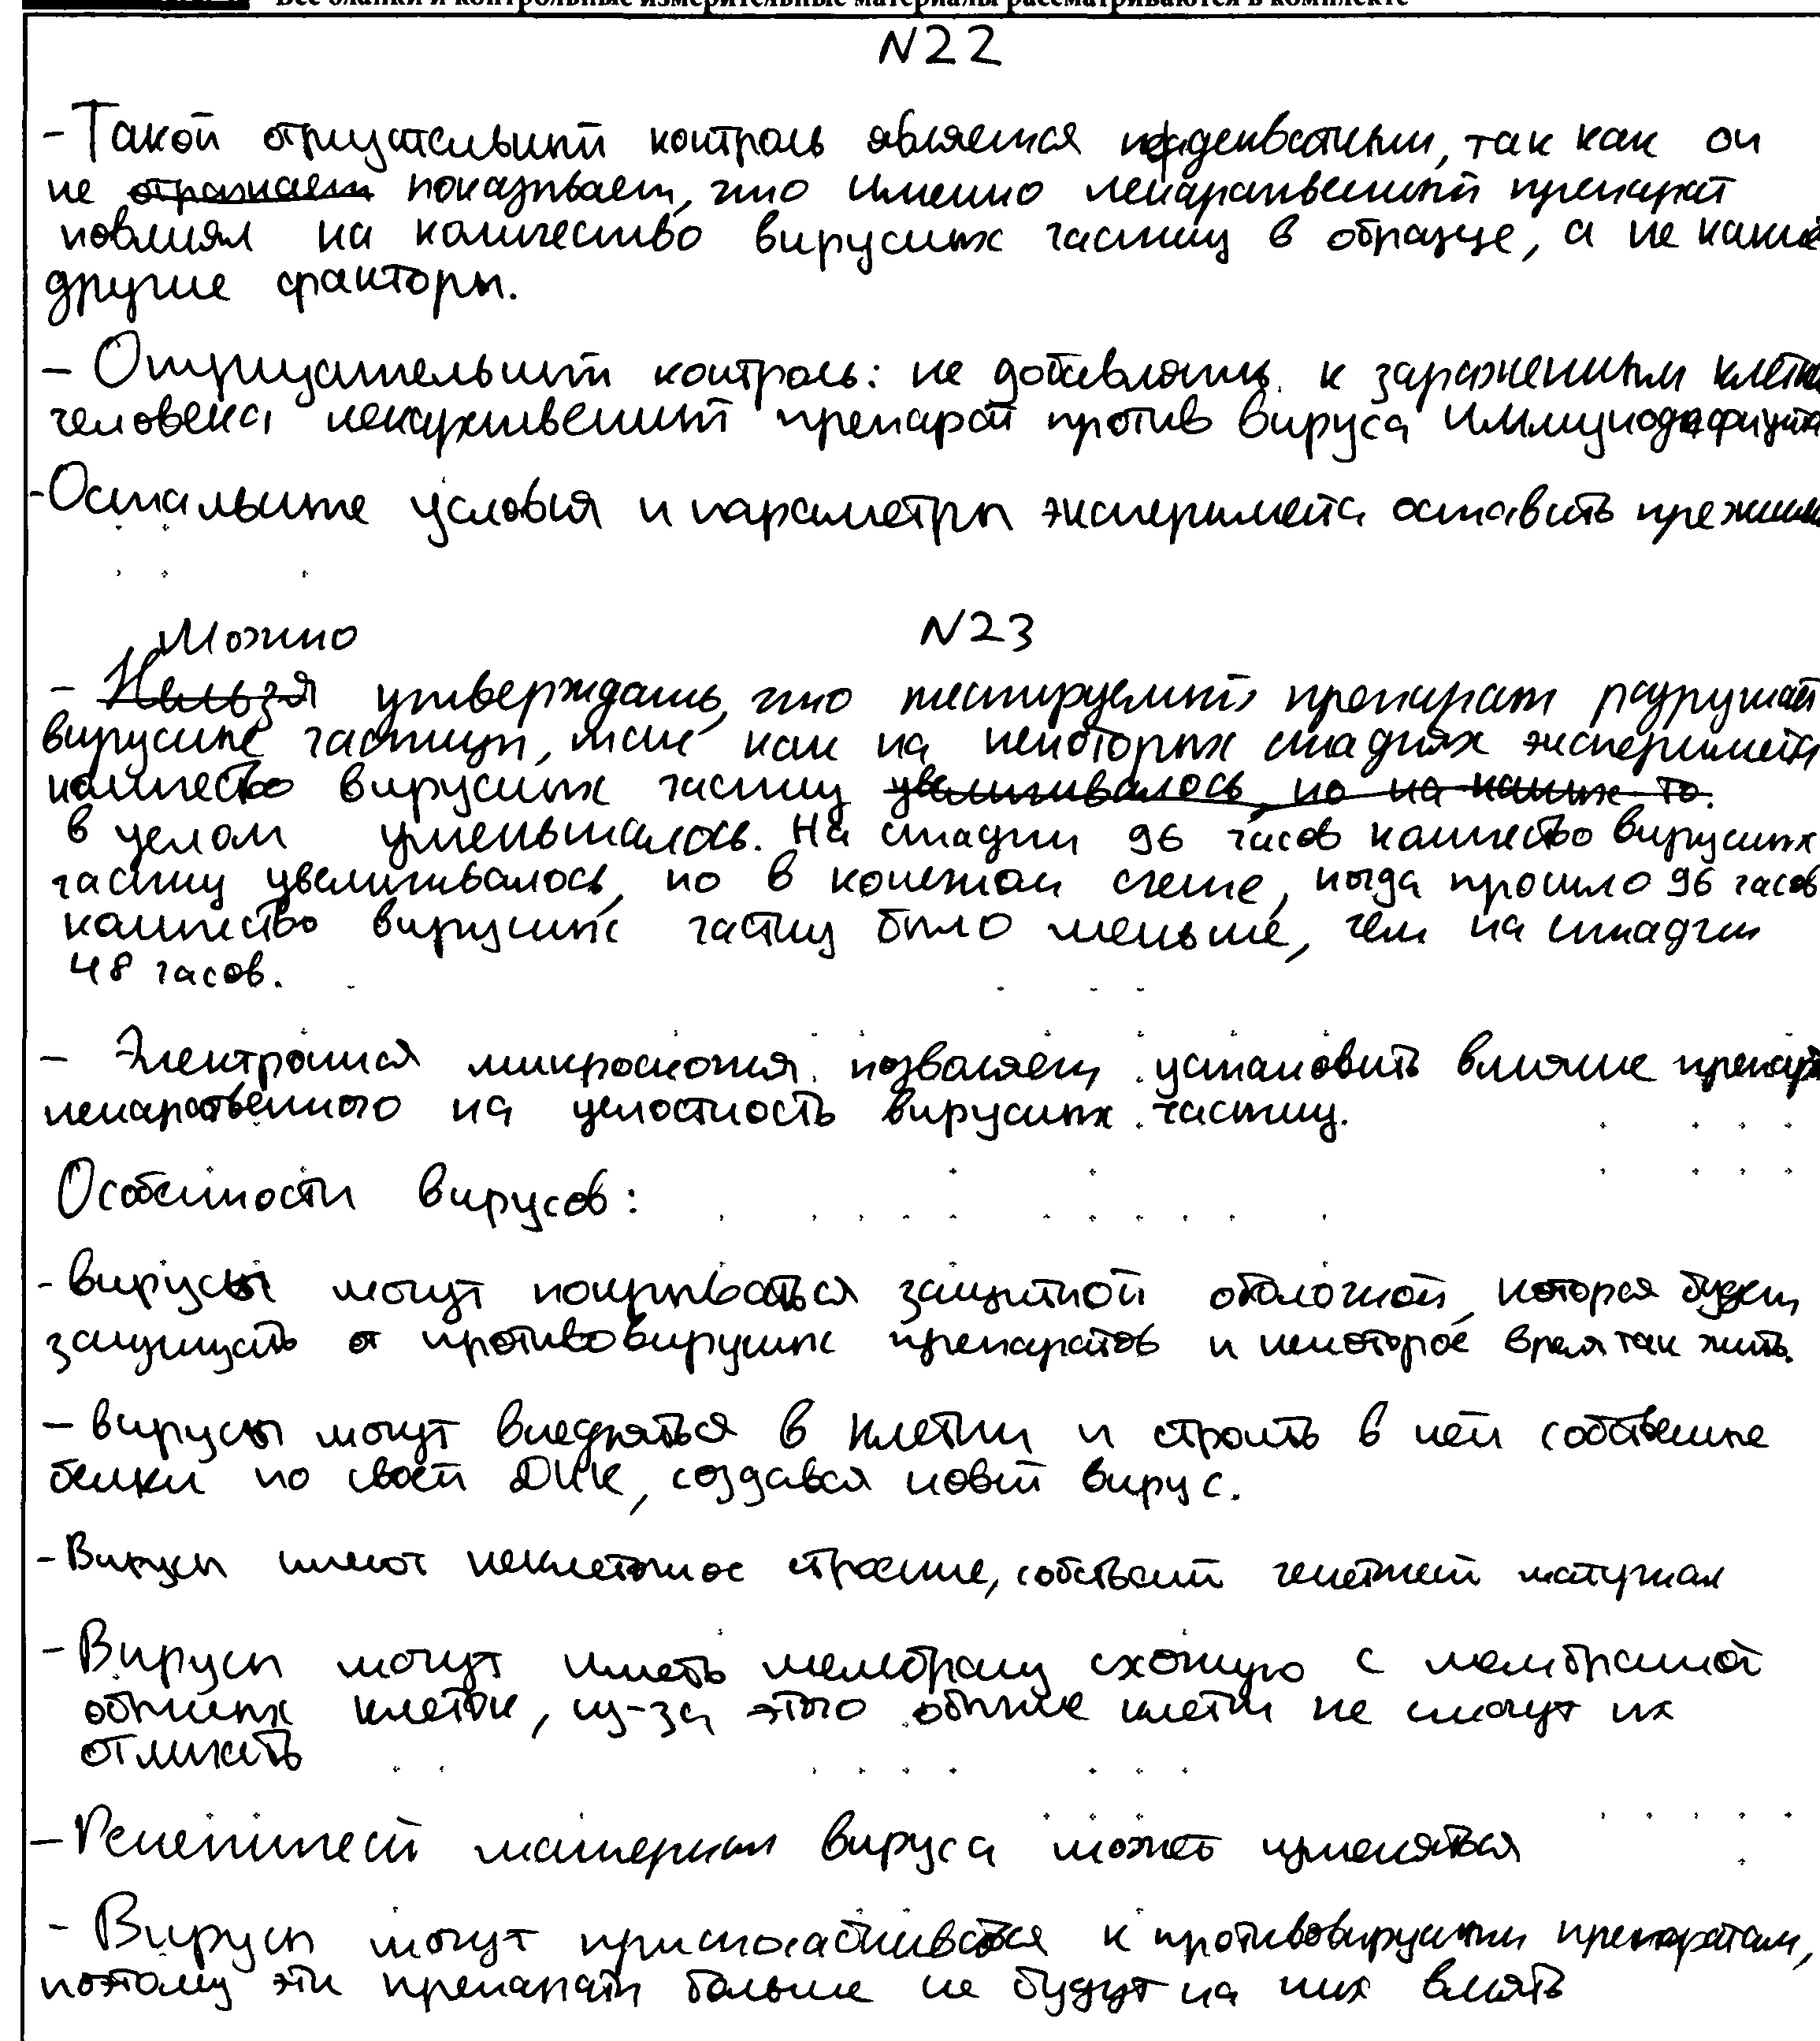 Все бланки и контрольные измерительные материалы рассматриваются в комплекте
N22
- Такой отрицательный контроль является неадекватным, так как он
не отражает показывает, что именно лекарственный препарат
повлиял на количество вирусных частиц в образце, а не какие
другие факторы.
- Отрицательный контроль: не добавлять к зараженным клетка
человека лекарственный препарат против вируса иммунодефицита
- Остальные условия и параметры эксперимента оставить прежними
Можно N23
- Нельзя утверждать, что тестируемый препарат разрушает
вирусные частицы, так как на некоторых стадиях эксперимента
количество вирусных частиц увеличивалось, но на каких-то.
в целом уменьшалось. На стадии 96 часов количество вирусных
частиц увеличивалось, но в конечном счете, когда прошло 96 часов
количество вирусных частиц было меньше, чем на стадии
48 часов.
- Электронная микроскопия позволяет установить влияние препарат
лекарственного на целостность вирусных частиц.
Особенности вирусов:
- вирусы могут покрываться защитной оболочкой, которая будет
защищать от противовирусных препаратов и некоторое время так жить.
- вирусы могут внедряться в клетки и строить в ней собственные
белки по своей ДНК, создавая новый вирус.
- Вирусы имеют неклеточное строение, собственный генетический материал
- Вирусы могут иметь мембрану схожую с мембраной
обычных клеток, из-за этого обычные клетки не смогут их
отличить
- Генетический материал вируса может изменяться
- Вирусы могут приспосабливаться к противовирусным препаратам,
поэтому эти препараты больше не будут на них влиять